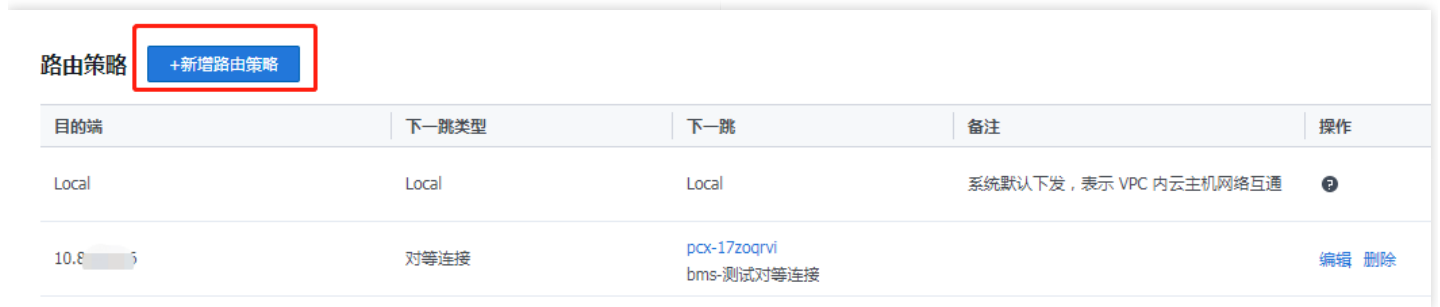 路由策略 +新增路由策略
目的端 下一跳类型 下一跳 备注 操作
Local Local Local 系统默认下发，表示 VPC 内云主机网络互通
对等连接 pcx-17zoqrvi 编辑 删除
bms-测试对等连接